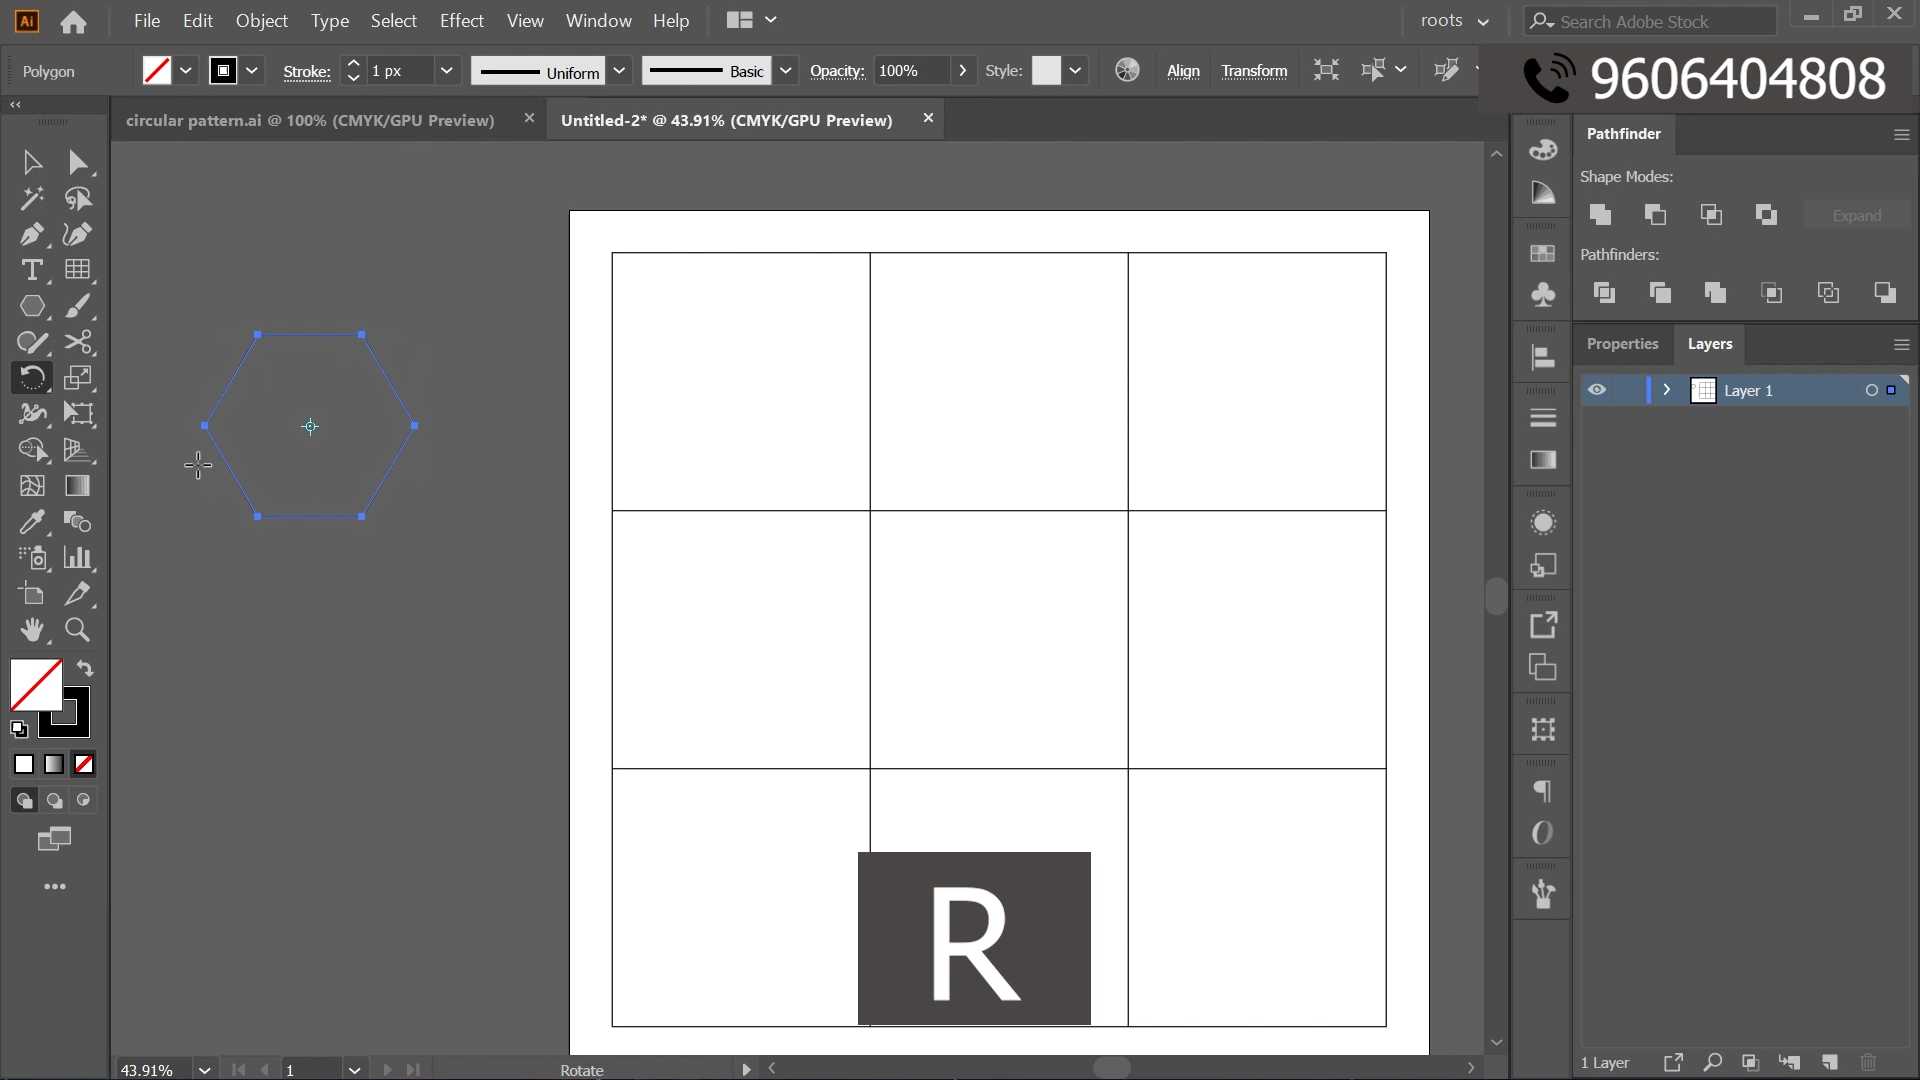 Ai File Edit Object Type Select Effect View Window Help roots Search Adobe Stock
Polygon Stroke: 1 px Uniform Basic Opacity: 100% Style: Align Transform 9606404808
circular pattern.ai @ 100% (CMYK/GPU Preview) Untitled-2* @ 43.91% (CMYK/GPU Preview)
Pathfinder
Shape Modes:
Expand
Pathfinders:
Properties Layers
Layer 1
R
43.91% 1 Rotate 1 Layer